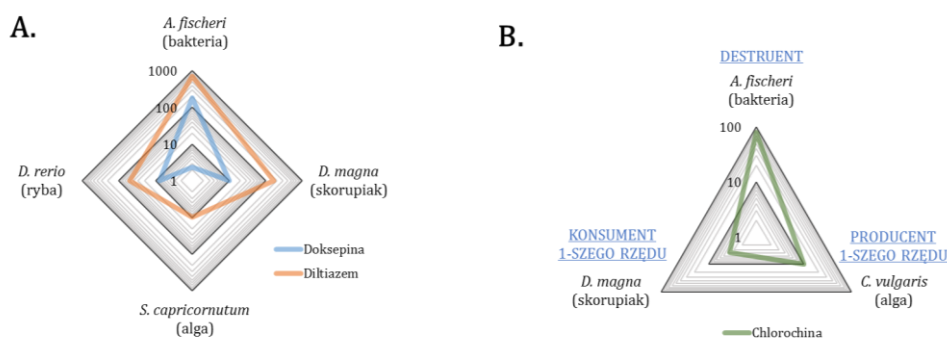 A.
A. fischeri
(bakteria)
1000
100
10
1
D. rerio
(ryba)
D. magna
(skorupiak)
S. capricornutum
(alga)
Doksepina
Diltiazem
B.
DESTRUENT
A. fischeri
(bakteria)
100
10
1
KONSUMENT
1-SZEGO RZĘDU
D. magna
(skorupiak)
PRODUCENT
1-SZEGO RZĘDU
C. vulgaris
(alga)
Chlorochina